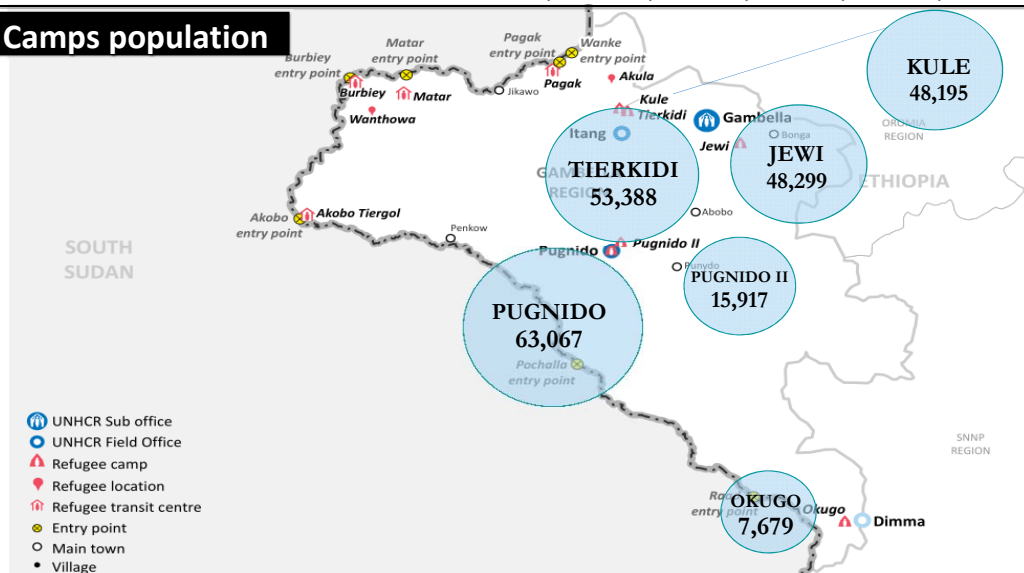 Camps population
Burbiey
entry point
Matar
entry point
Pagak
entry point
Wanke
entry point
Burbiey
Matar
Wanthowa
Jikawo
Pagak
Akula
Kule
Tierkidi
Itang
Gambella
Jewi
Bonga
KULE
48,195
OROMIA
REGION
TIERKIDI
53,388
REGION
JEWI
48,299
ETHIOPIA
Akobo
entry point
Akobo Tiergol
Penkow
Abobo
SOUTH
SUDAN
Pugnido
Pugnido II
Punydo
PUGNIDO II
15,917
PUGNIDO
63,067
Pochalla
entry point
UNHCR Sub office
UNHCR Field Office
Refugee camp
Refugee location
Refugee transit centre
Entry point
Main town
Village
SNNP
REGION
entry point
OKUGO
7,679
Okugo
Dimma